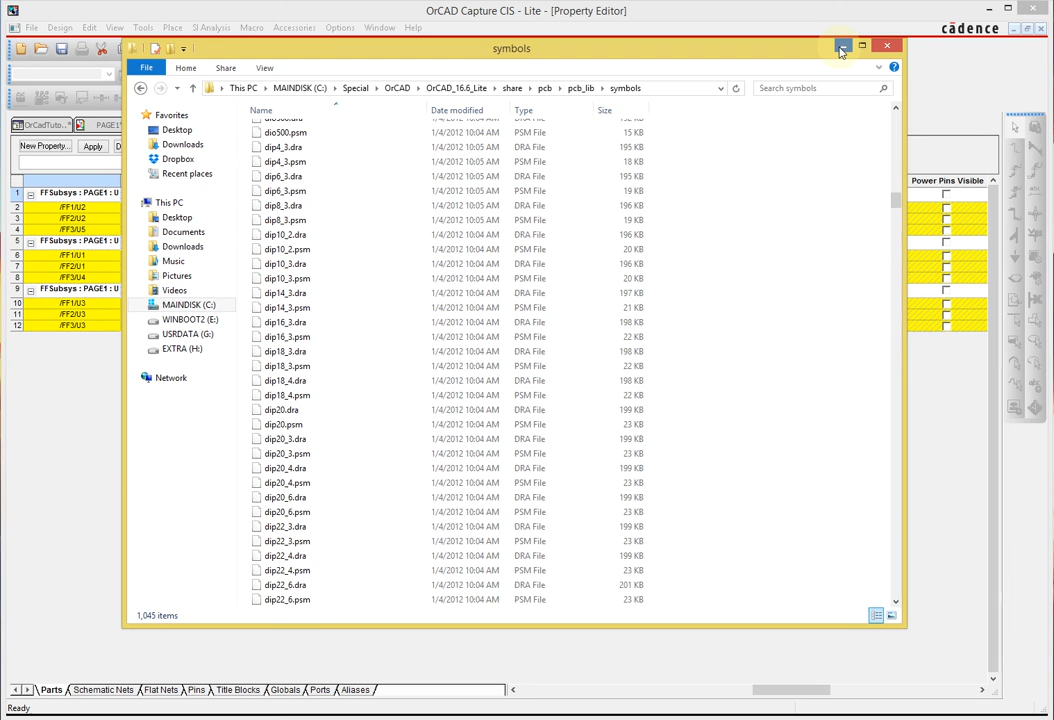 OrCAD Capture CIS - Lite - [Property Editor]
File Design Edit View Tools Place SI Analysis Macro Accessories Options Window Help
cadence
symbols
File Home Share View
This PC MAINDISK (C:) Special OrCAD OrCAD_16.6_Lite share pcb pcb_lib symbols
Search symbols
OrCadTuto.. PAGE1
New Property... Apply D
Name Date modified Type Size
Favorites
Desktop
Downloads
Dropbox
Recent places
This PC
Desktop
Documents
Downloads
Music
Pictures
Videos
MAINDISK (C:)
WINBOOT2 (E:)
USRDATA (G:)
EXTRA (H:)
Network
dio500.psm 1/4/2012 10:04 AM PSM File 15 KB
dip4_3.dra 1/4/2012 10:05 AM DRA File 195 KB
dip4_3.psm 1/4/2012 10:05 AM PSM File 18 KB
dip6_3.dra 1/4/2012 10:05 AM DRA File 195 KB
dip6_3.psm 1/4/2012 10:05 AM PSM File 19 KB
dip8_3.dra 1/4/2012 10:05 AM DRA File 196 KB
dip8_3.psm 1/4/2012 10:05 AM PSM File 19 KB
dip10_2.dra 1/4/2012 10:04 AM DRA File 196 KB
dip10_2.psm 1/4/2012 10:04 AM PSM File 20 KB
dip10_3.dra 1/4/2012 10:04 AM DRA File 196 KB
dip10_3.psm 1/4/2012 10:04 AM PSM File 20 KB
dip14_3.dra 1/4/2012 10:04 AM DRA File 197 KB
dip14_3.psm 1/4/2012 10:04 AM PSM File 21 KB
dip16_3.dra 1/4/2012 10:04 AM DRA File 198 KB
dip16_3.psm 1/4/2012 10:04 AM PSM File 22 KB
dip18_3.dra 1/4/2012 10:04 AM DRA File 198 KB
dip18_3.psm 1/4/2012 10:04 AM PSM File 22 KB
dip18_4.dra 1/4/2012 10:04 AM DRA File 198 KB
dip18_4.psm 1/4/2012 10:04 AM PSM File 22 KB
dip20.dra 1/4/2012 10:04 AM DRA File 199 KB
dip20.psm 1/4/2012 10:04 AM PSM File 23 KB
dip20_3.dra 1/4/2012 10:04 AM DRA File 199 KB
dip20_3.psm 1/4/2012 10:04 AM PSM File 23 KB
dip20_4.dra 1/4/2012 10:04 AM DRA File 199 KB
dip20_4.psm 1/4/2012 10:04 AM PSM File 23 KB
dip20_6.dra 1/4/2012 10:04 AM DRA File 199 KB
dip20_6.psm 1/4/2012 10:04 AM PSM File 23 KB
dip22_3.dra 1/4/2012 10:04 AM DRA File 199 KB
dip22_3.psm 1/4/2012 10:04 AM PSM File 23 KB
dip22_4.dra 1/4/2012 10:04 AM DRA File 199 KB
dip22_4.psm 1/4/2012 10:04 AM PSM File 23 KB
dip22_6.dra 1/4/2012 10:04 AM DRA File 201 KB
dip22_6.psm 1/4/2012 10:04 AM PSM File 23 KB
1,045 items
Power Pins Visible
1 FFSubsys : PAGE1 : U
2 /FF1/U2
3 /FF2/U2
4 /FF3/U5
5 FFSubsys : PAGE1 : U
6 /FF1/U1
7 /FF2/U1
8 /FF3/U4
9 FFSubsys : PAGE1 : U
10 /FF1/U3
11 /FF2/U3
12 /FF3/U3
Parts Schematic Nets Flat Nets Pins Title Blocks Globals Ports Aliases
Ready